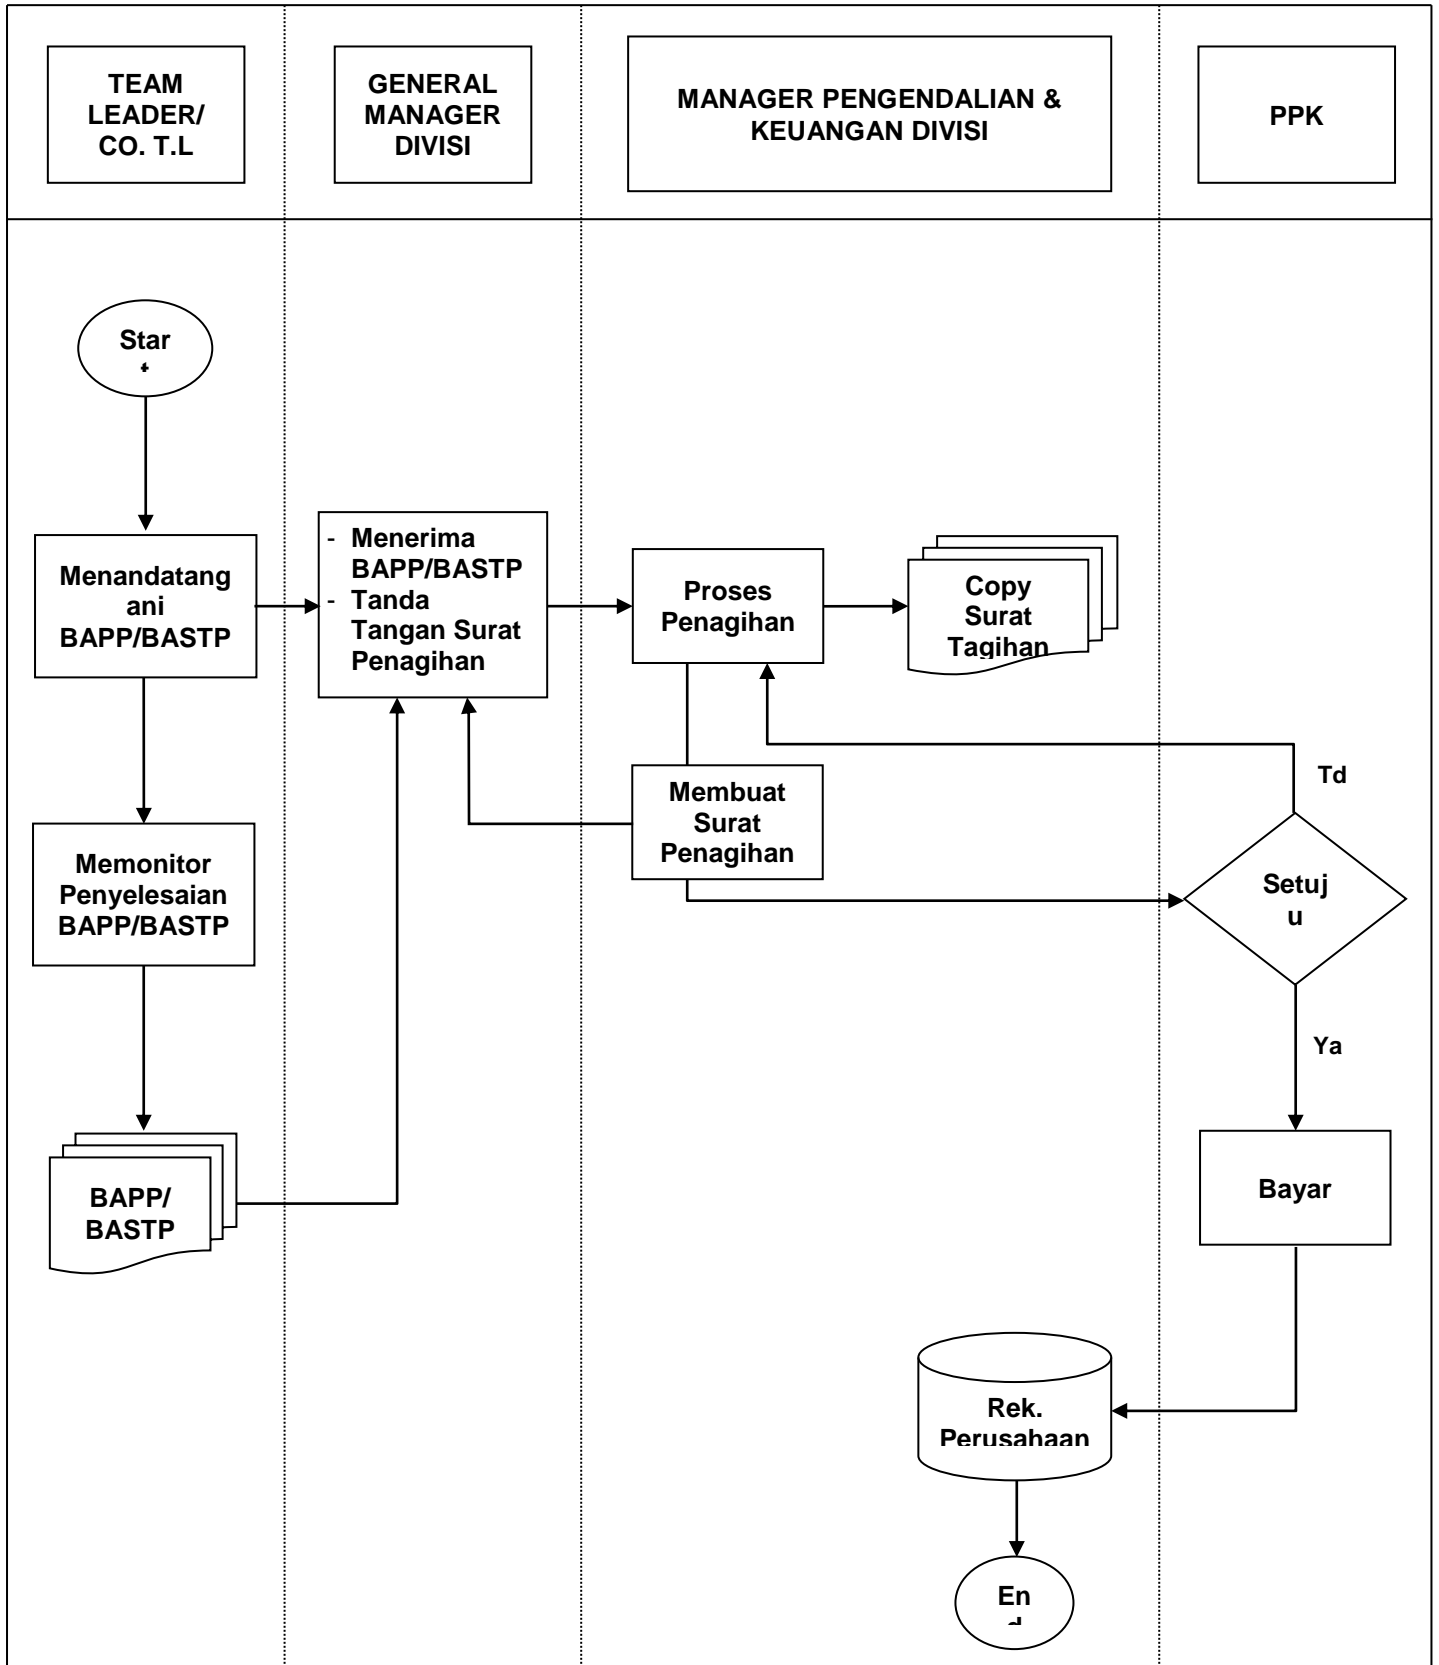 TEAM
LEADER/
CO. T.L
GENERAL
MANAGER
DIVISI
MANAGER PENGENDALIAN &
KEUANGAN DIVISI
PPK
Star
t
Menandatang
ani
BAPP/BASTP
- Menerima
BAPP/BASTP
- Tanda
Tangan Surat
Penagihan
Proses
Penagihan
Copy
Surat
Tagihan
Membuat
Surat
Penagihan
Td
Memonitor
Penyelesaian
BAPP/BASTP
Setuj
u
Ya
BAPP/
BASTP
Bayar
Rek.
Perusahaan
En
d